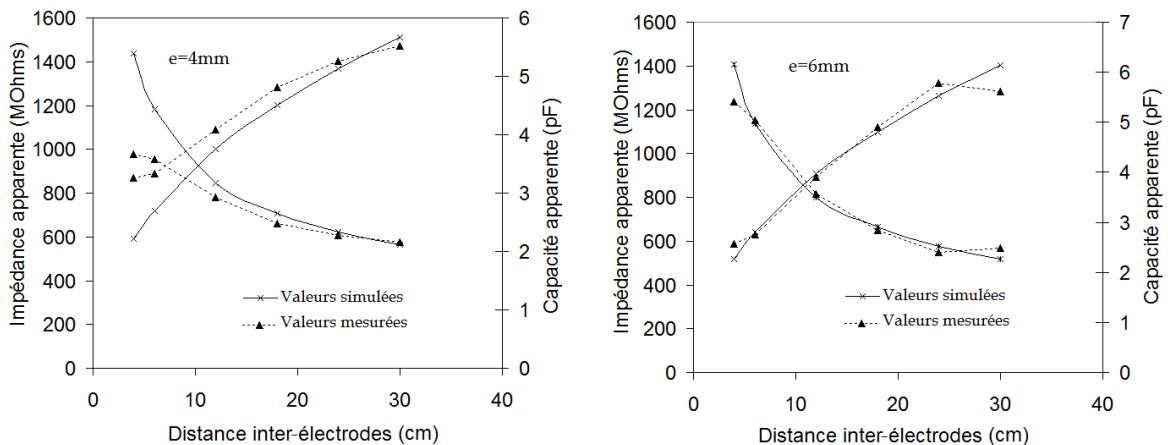 Impédance apparente (MOhms)
1600
1400
1200
1000
800
600
400
200
0
e=4mm
Valeurs simulées
Valeurs mesurées
6
5
4
3
2
1
0
Capacité apparente (pF)
0 10 20 30 40
Distance inter-électrodes (cm)
Impédance apparente (MOhms)
1600
1400
1200
1000
800
600
400
200
0
e=6mm
Valeurs simulées
Valeurs mesurées
7
6
5
4
3
2
1
0
Capacité apparente (pF)
0 10 20 30 40
Distance inter-électrodes (cm)